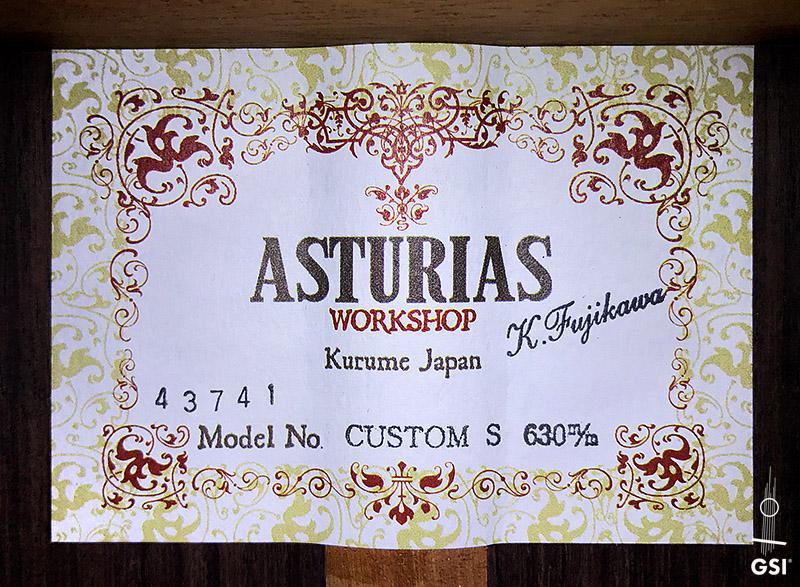 ASTURIAS
WORKSHOP
K. Fujikawa
Kurume Japan
43741
Model No. CUSTOM S 630m/m
GSI®